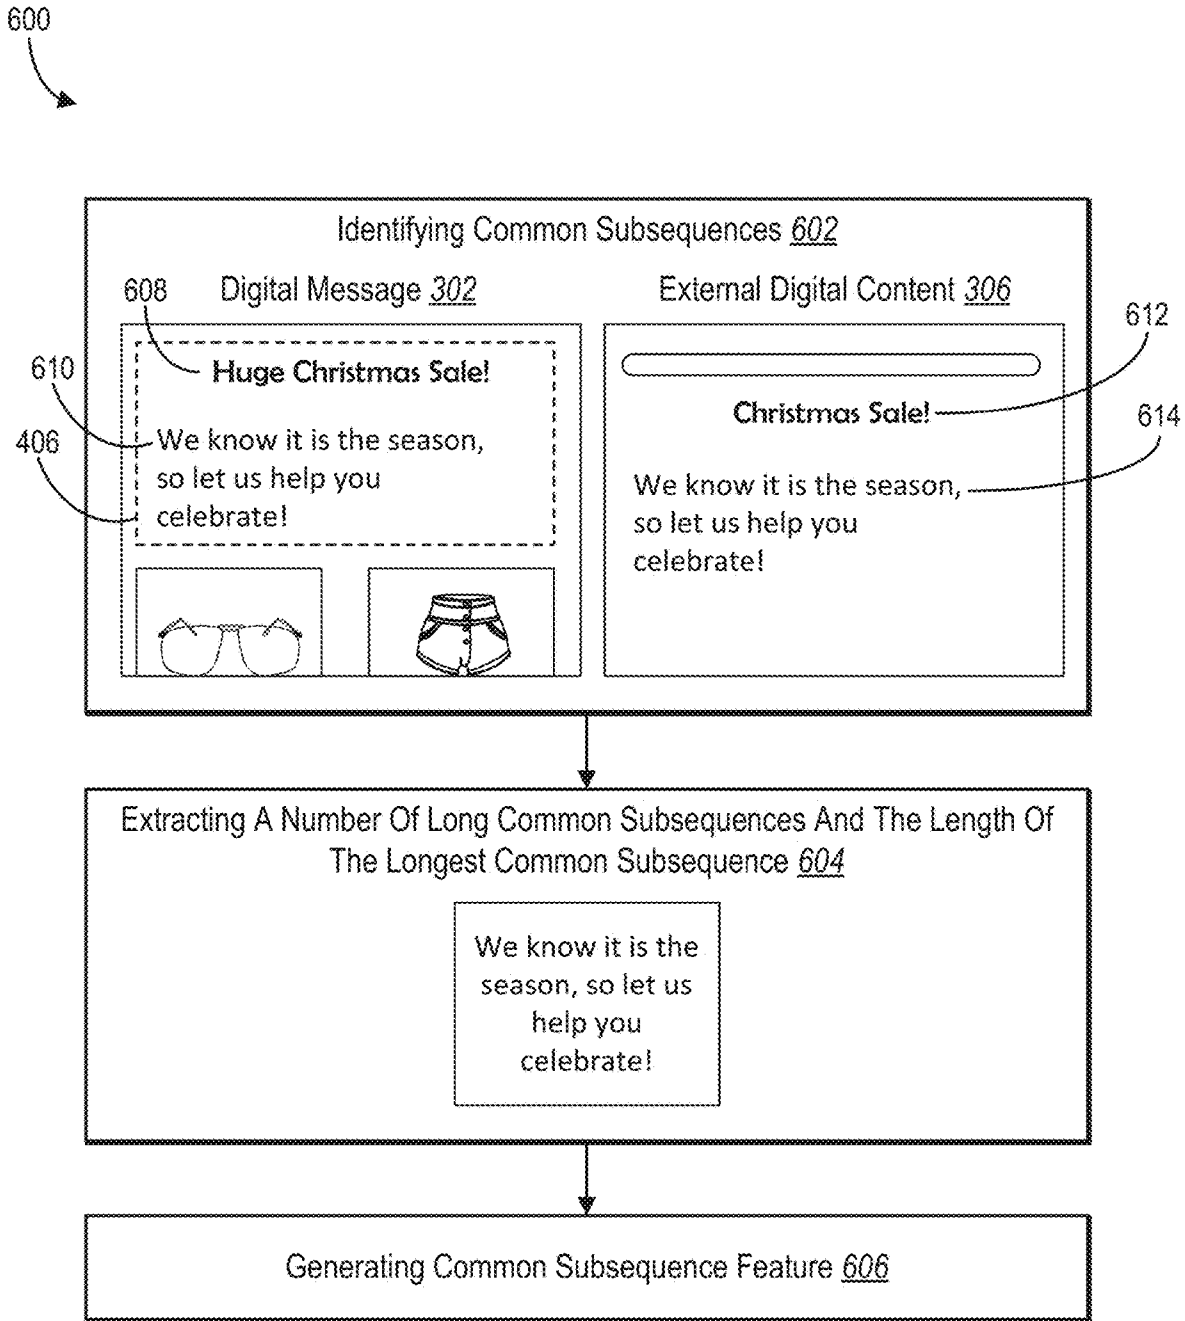 600
Identifying Common Subsequences 602
608
Digital Message 302
External Digital Content 306
612
610
Huge Christmas Sale!
Christmas Sale!
406
We know it is the season,
so let us help you
celebrate!
614
We know it is the season,
so let us help you
celebrate!
Extracting A Number Of Long Common Subsequences And The Length Of
The Longest Common Subsequence 604
We know it is the
season, so let us
help you
celebrate!
Generating Common Subsequence Feature 606